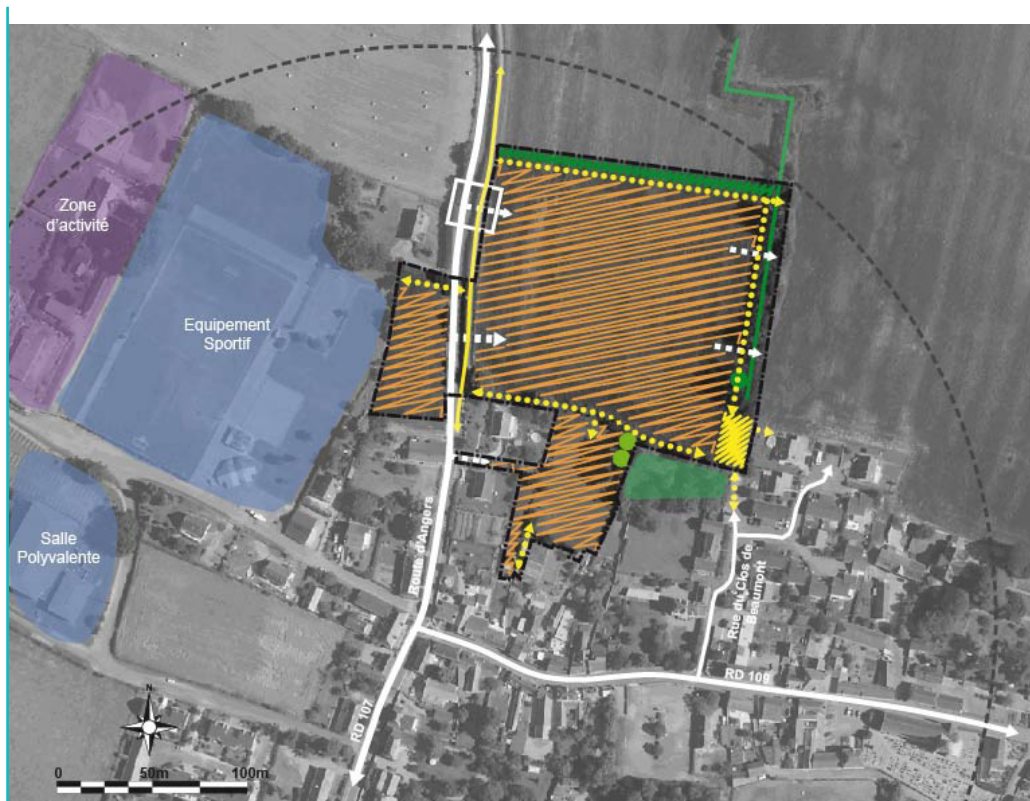 Zone
d'activité
Equipement
Sportif
Salle
Polyvalente
Route d'Angers
Rue du Clos de
Beaumont
RD 109
RD 107
N
0 50m 100m